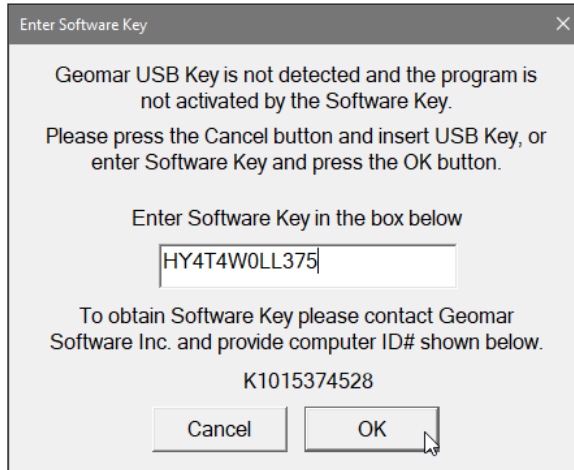 Enter Software Key
Geomar USB Key is not detected and the program is
not activated by the Software Key.
Please press the Cancel button and insert USB Key, or
enter Software Key and press the OK button.
Enter Software Key in the box below
HY4T4W0LL375
To obtain Software Key please contact Geomar
Software Inc. and provide computer ID# shown below.
K1015374528
Cancel
OK